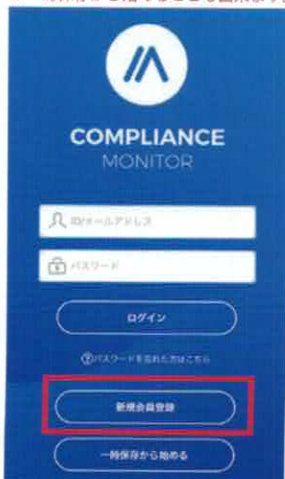 COMPLIANCE
MONITOR
ID/メールアドレス
パスワード
ログイン
パスワードを忘れた方はこちら
新規会員登録
一時保存から始める